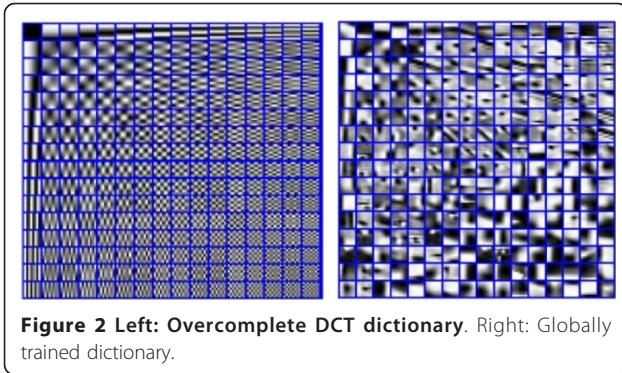 Figure 2 Left: Overcomplete DCT dictionary. Right: Globally
trained dictionary.